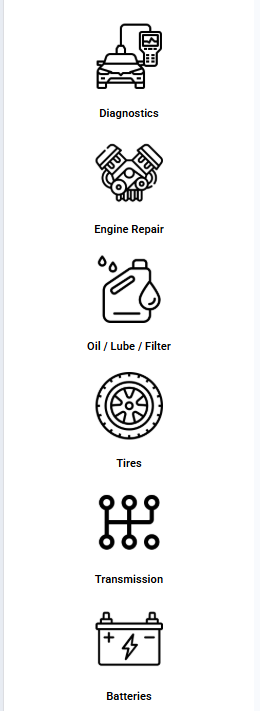 Diagnostics
Engine Repair
Oil / Lube / Filter
Tires
Transmission
Batteries